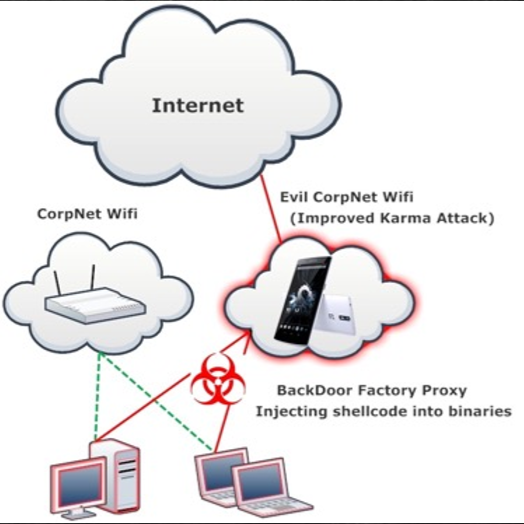 Internet
Evil CorpNet Wifi
(Improved Karma Attack)
CorpNet Wifi
BackDoor Factory Proxy
Injecting shellcode into binaries